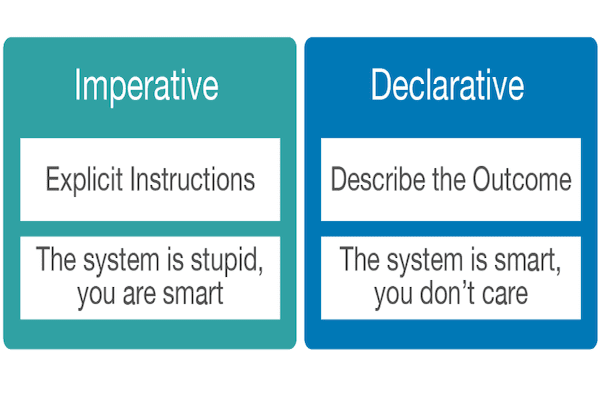 Imperative
Explicit Instructions
The system is stupid,
you are smart
Declarative
Describe the Outcome
The system is smart,
you don’t care